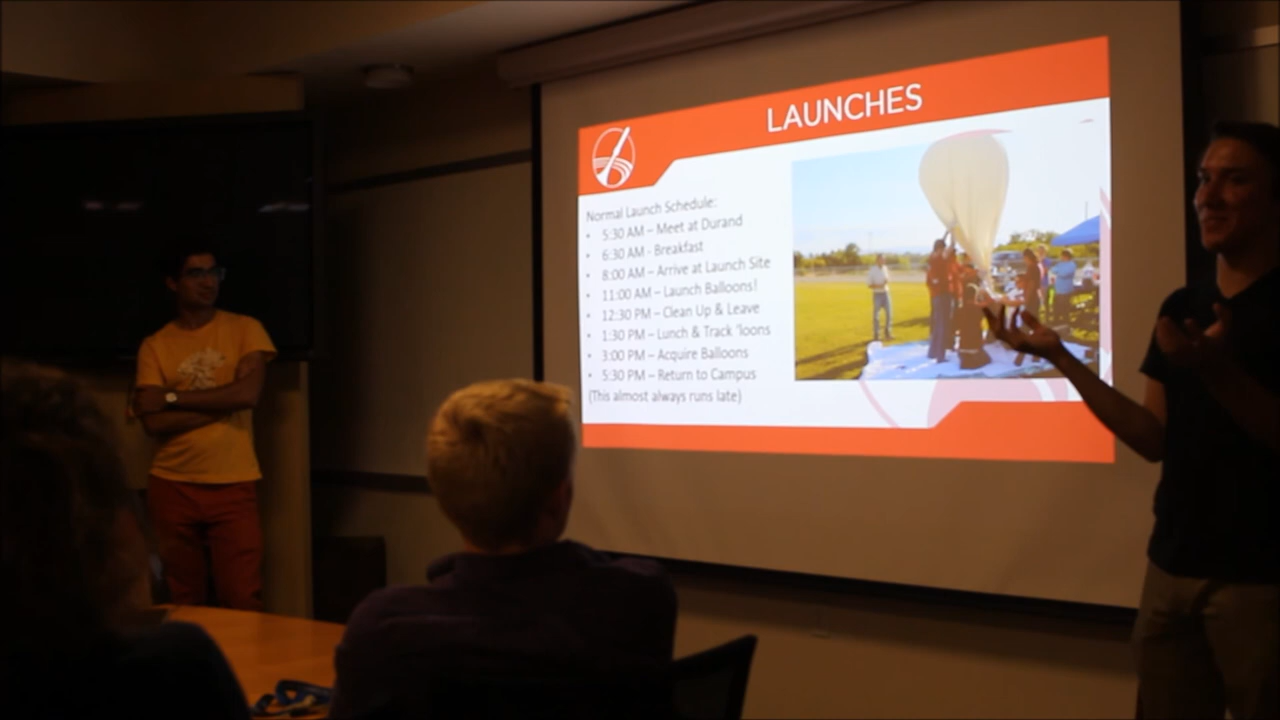 LAUNCHES
Normal Launch Schedule:
• 5:30 AM – Meet at Durand
• 6:30 AM - Breakfast
• 8:00 AM – Arrive at Launch Site
• 11:00 AM – Launch Balloons!
• 12:30 PM – Clean Up & Leave
• 1:30 PM – Lunch & Track 'loons
• 3:00 PM – Acquire Balloons
• 5:30 PM – Return to Campus
(This almost always runs late)